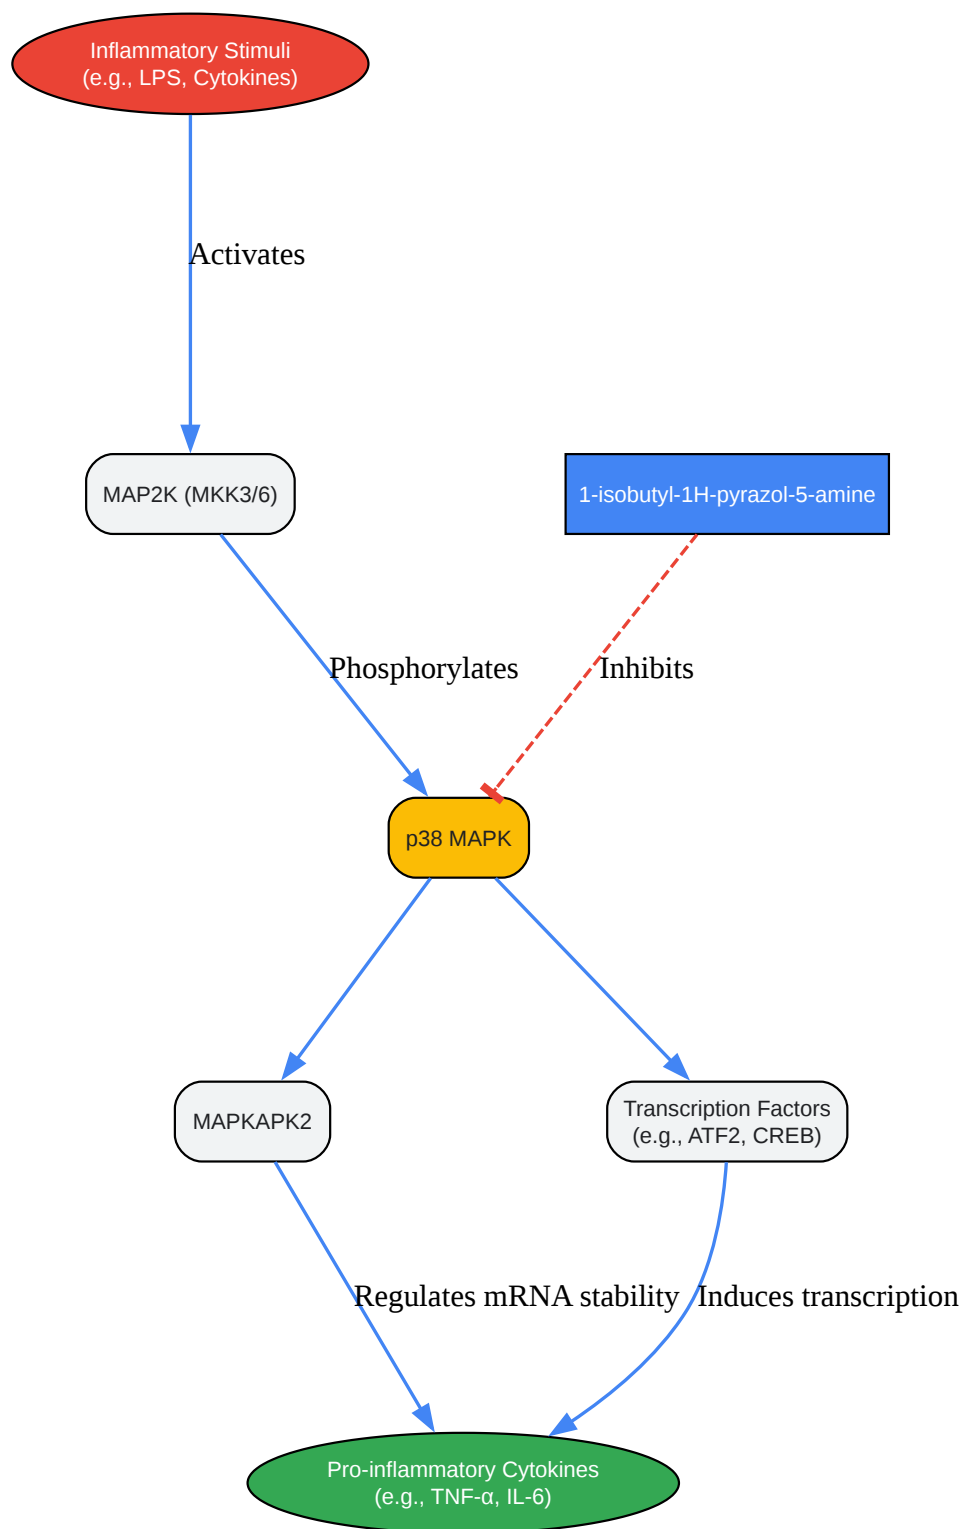 Inflammatory Stimuli
(e.g., LPS, Cytokines)
Activates
MAP2K (MKK3/6)
1-isobutyl-1H-pyrazol-5-amine
Phosphorylates
Inhibits
p38 MAPK
MAPKAPK2
Transcription Factors
(e.g., ATF2, CREB)
Regulates mRNA stability
Induces transcription
Pro-inflammatory Cytokines
(e.g., TNF-α, IL-6)